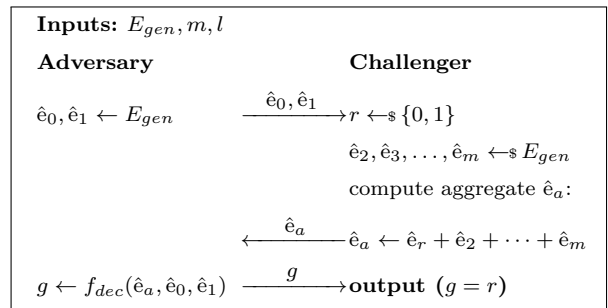 Inputs: E_gen, m, l
Adversary Challenger
ê_0, ê_1 ← E_gen ê_0, ê_1 ⟶ r ←$ {0, 1}
ê_2, ê_3, . . . , ê_m ←$ E_gen
compute aggregate ê_a:
ê_a ⟵ ê_a ← ê_r + ê_2 + · · · + ê_m
g ← f_dec(ê_a, ê_0, ê_1) g ⟶ output (g = r)